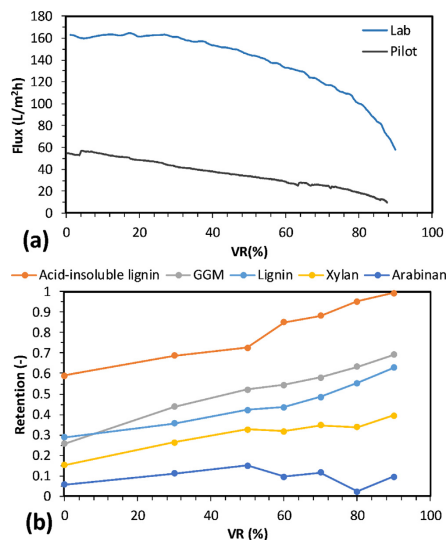 180
160
140
120
100
80
60
40
20
0
Flux (L/m²h)
Lab
Pilot
0 20 40 60 80 100
VR(%)
(a)
Acid-insoluble lignin GGM Lignin Xylan Arabinan
1
0.9
0.8
0.7
0.6
0.5
0.4
0.3
0.2
0.1
0
Retention (-)
0 20 40 60 80 100
VR (%)
(b)